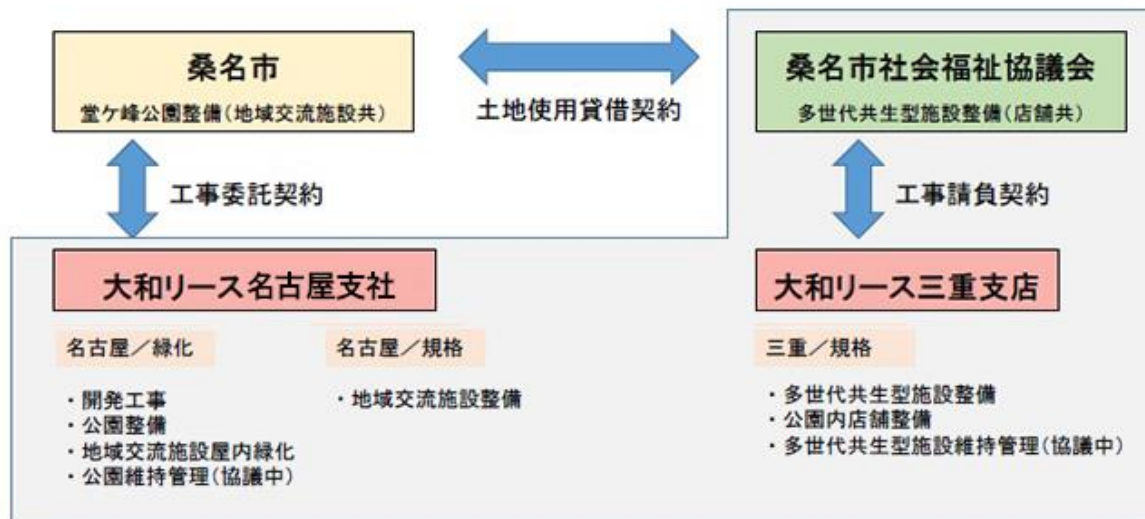 桑名市
堂ケ峰公園整備(地域交流施設共)
土地使用貸借契約
桑名市社会福祉協議会
多世代共生型施設整備(店舗共)
工事委託契約
工事請負契約
大和リース名古屋支社
名古屋／緑化
・開発工事
・公園整備
・地域交流施設屋内緑化
・公園維持管理(協議中)
名古屋／規格
・地域交流施設整備
大和リース三重支店
三重／規格
・多世代共生型施設整備
・公園内店舗整備
・多世代共生型施設維持管理(協議中)